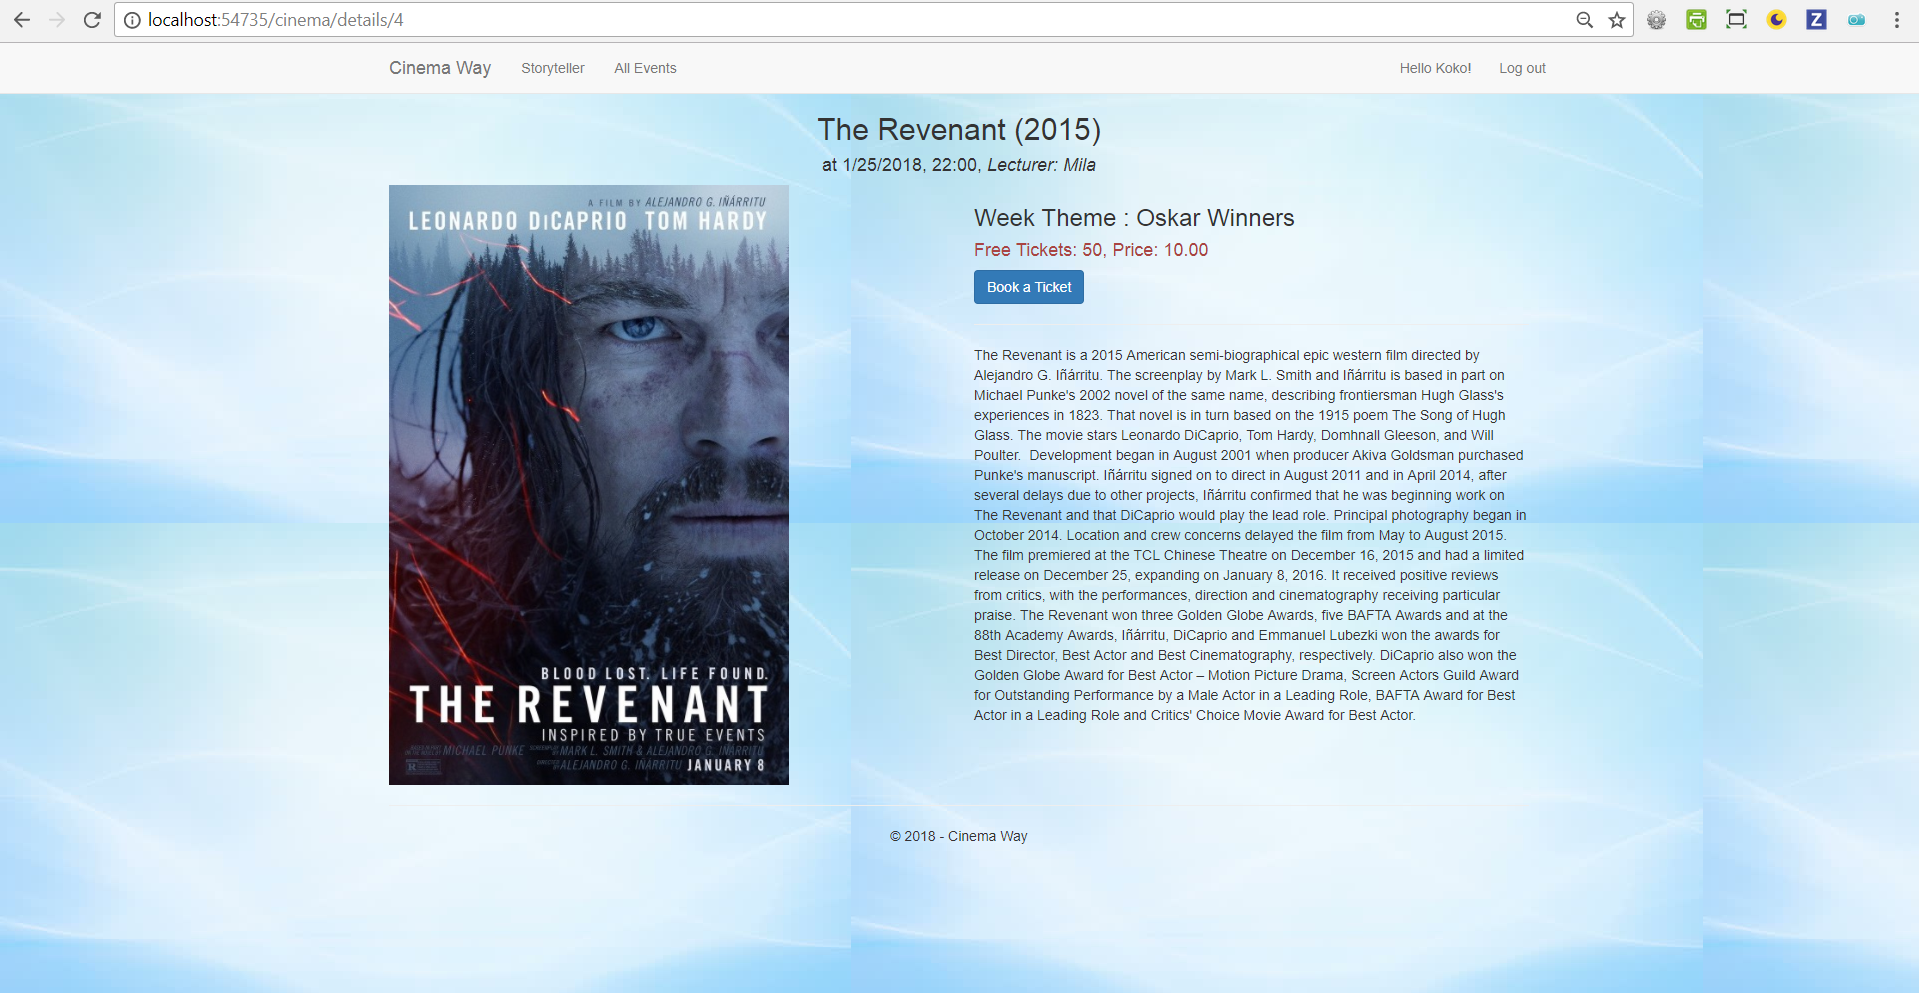 localhost:54735/cinema/details/4
Cinema Way Storyteller All Events Hello Koko! Log out
The Revenant (2015)
at 1/25/2018, 22:00, Lecturer: Mila
A FILM BY ALEJANDRO G. IÑÁRRITU
LEONARDO DiCAPRIO TOM HARDY
BLOOD LOST. LIFE FOUND.
THE REVENANT
INSPIRED BY TRUE EVENTS
MICHAEL PUNKE MARK L. SMITH & ALEJANDRO G. IÑÁRRITU
ALEJANDRO G. IÑÁRRITU JANUARY 8
Week Theme : Oskar Winners
Free Tickets: 50, Price: 10.00
Book a Ticket
The Revenant is a 2015 American semi-biographical epic western film directed by
Alejandro G. Iñárritu. The screenplay by Mark L. Smith and Iñárritu is based in part on
Michael Punke's 2002 novel of the same name, describing frontiersman Hugh Glass's
experiences in 1823. That novel is in turn based on the 1915 poem The Song of Hugh
Glass. The movie stars Leonardo DiCaprio, Tom Hardy, Domhnall Gleeson, and Will
Poulter.  Development began in August 2001 when producer Akiva Goldsman purchased
Punke's manuscript. Iñárritu signed on to direct in August 2011 and in April 2014, after
several delays due to other projects, Iñárritu confirmed that he was beginning work on
The Revenant and that DiCaprio would play the lead role. Principal photography began in
October 2014. Location and crew concerns delayed the film from May to August 2015.
The film premiered at the TCL Chinese Theatre on December 16, 2015 and had a limited
release on December 25, expanding on January 8, 2016. It received positive reviews
from critics, with the performances, direction and cinematography receiving particular
praise. The Revenant won three Golden Globe Awards, five BAFTA Awards and at the
88th Academy Awards, Iñárritu, DiCaprio and Emmanuel Lubezki won the awards for
Best Director, Best Actor and Best Cinematography, respectively. DiCaprio also won the
Golden Globe Award for Best Actor – Motion Picture Drama, Screen Actors Guild Award
for Outstanding Performance by a Male Actor in a Leading Role, BAFTA Award for Best
Actor in a Leading Role and Critics' Choice Movie Award for Best Actor.
© 2018 - Cinema Way